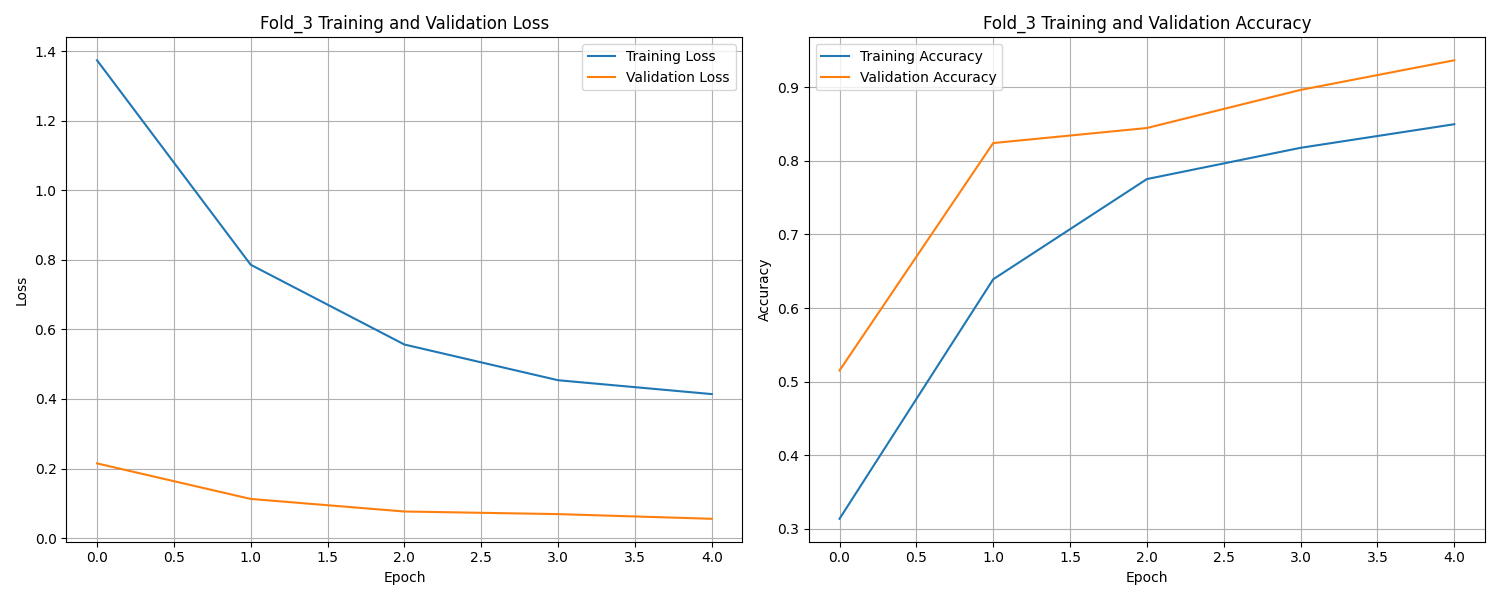 Fold_3 Training and Validation Loss
Training Loss
Validation Loss
1.4
1.2
1.0
0.8
0.6
0.4
0.2
0.0
Loss
0.0 0.5 1.0 1.5 2.0 2.5 3.0 3.5 4.0
Epoch
Fold_3 Training and Validation Accuracy
Training Accuracy
Validation Accuracy
0.9
0.8
0.7
0.6
0.5
0.4
0.3
Accuracy
0.0 0.5 1.0 1.5 2.0 2.5 3.0 3.5 4.0
Epoch